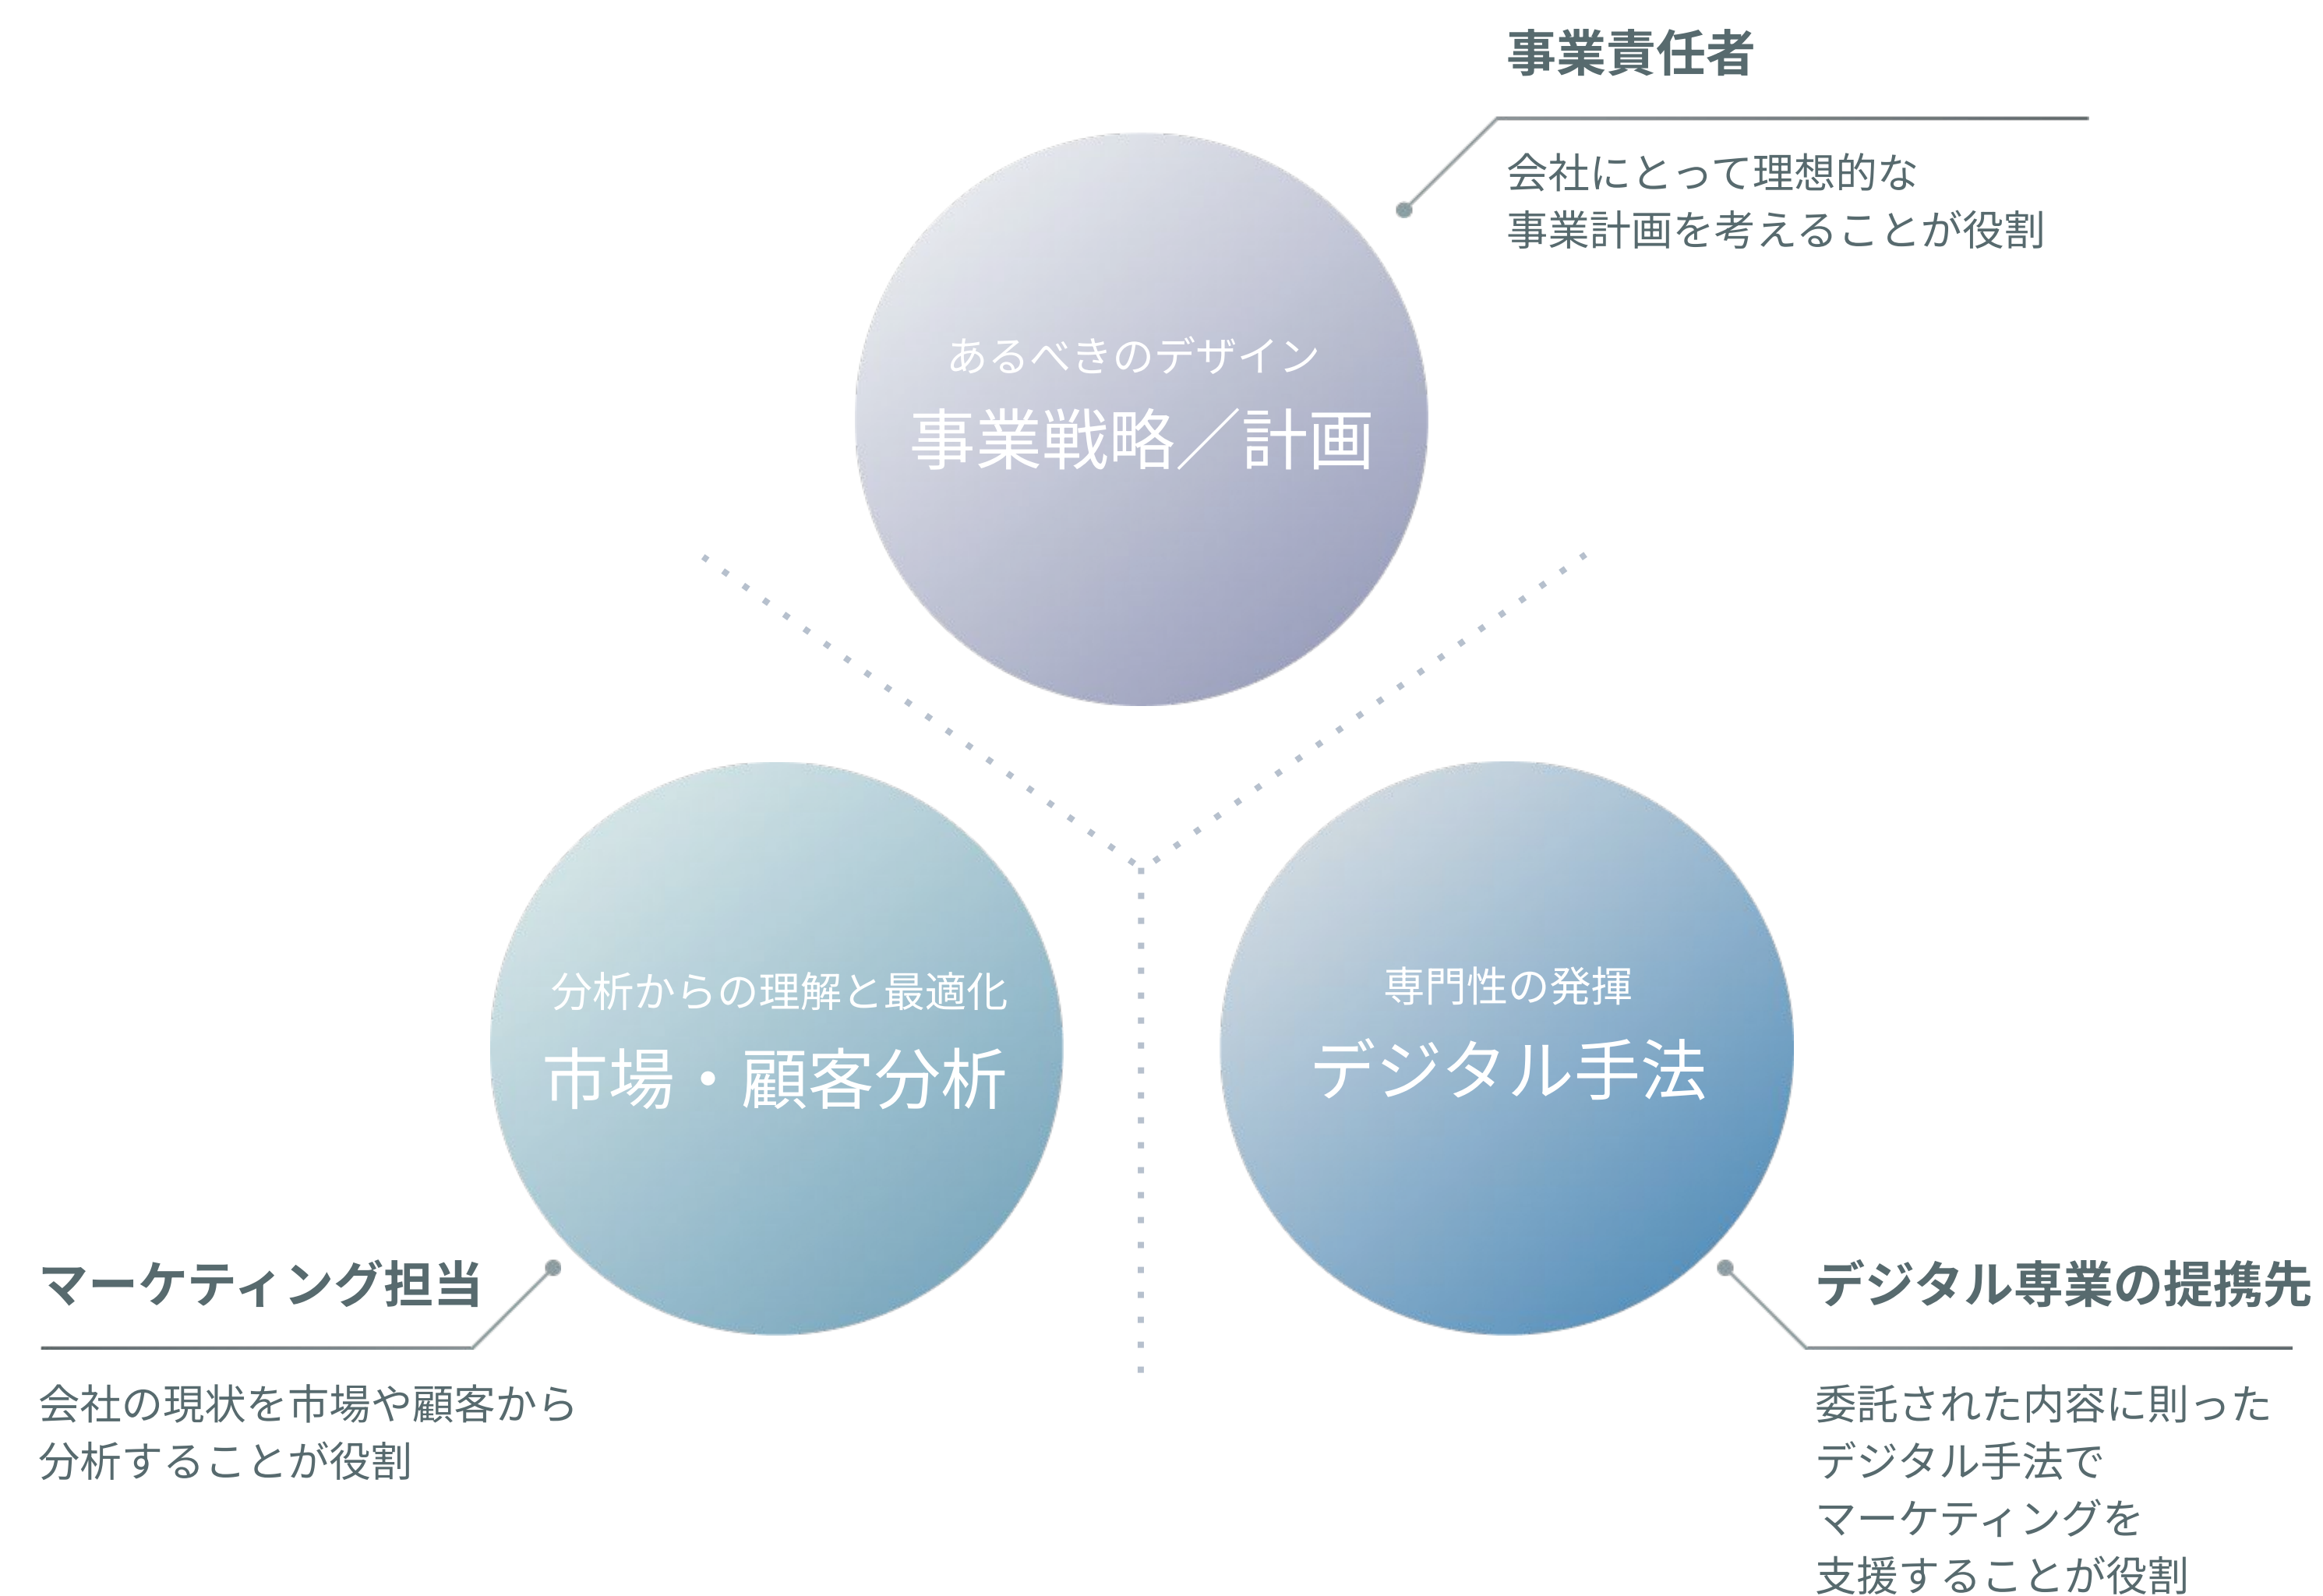 事業責任者
会社にとって理想的な
事業計画を考えることが役割
あるべきのデザイン
事業戦略／計画
分析からの理解と最適化
市場・顧客分析
専門性の発揮
デジタル手法
マーケティング担当
会社の現状を市場や顧客から
分析することが役割
デジタル専業の提携先
委託された内容に則った
デジタル手法で
マーケティングを
支援することが役割